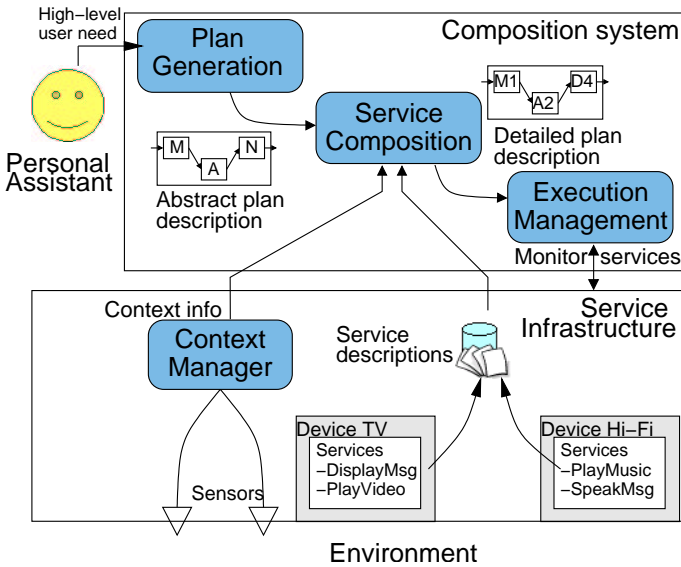 High−level
user need
Plan
Generation
Composition system
Personal
Assistant
M
A
N
Abstract plan
description
Service
Composition
M1
A2
D4
Detailed plan
description
Execution
Management
Monitor services
Context info
Context
Manager
Service
descriptions
Service
Infrastructure
Sensors
Device TV
Services
−DisplayMsg
−PlayVideo
Device Hi−Fi
Services
−PlayMusic
−SpeakMsg
Environment